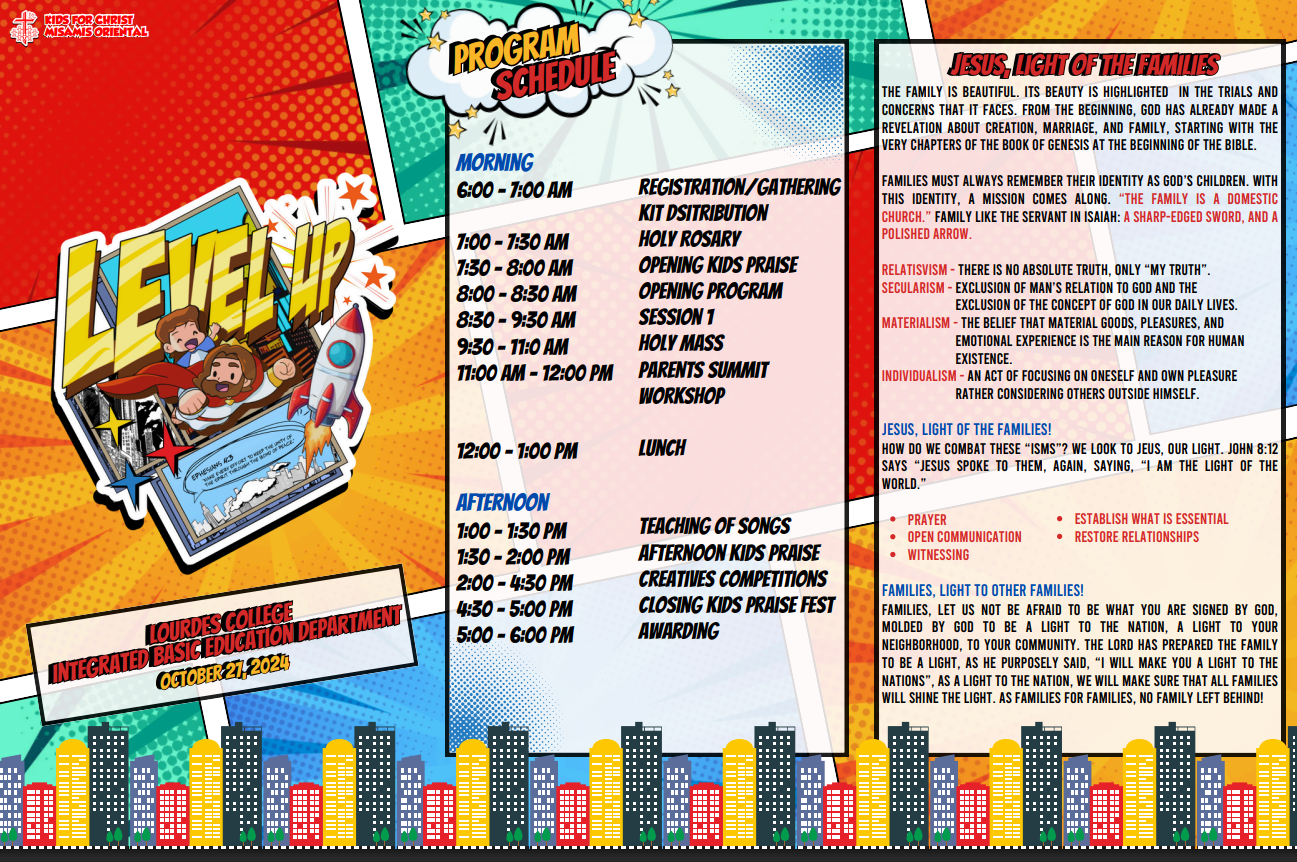 KIDS FOR CHRIST
MISAMIS ORIENTAL
LEVEL UP
EPHESIANS 4:3
"MAKE EVERY EFFORT TO KEEP THE UNITY OF
THE SPIRIT THROUGH THE BOND OF PEACE."
LOURDES COLLEGE
INTEGRATED BASIC EDUCATION DEPARTMENT
OCTOBER 27, 2024
PROGRAM
SCHEDULE
MORNING
6:00 - 7:00 AM REGISTRATION/GATHERING
KIT DSITRIBUTION
7:00 - 7:30 AM HOLY ROSARY
7:30 - 8:00 AM OPENING KIDS PRAISE
8:00 - 8:30 AM OPENING PROGRAM
8:30 - 9:30 AM SESSION 1
9:30 - 11:0 AM HOLY MASS
11:00 AM - 12:00 PM PARENTS SUMMIT
WORKSHOP
12:00 - 1:00 PM LUNCH
AFTERNOON
1:00 - 1:30 PM TEACHING OF SONGS
1:30 - 2:00 PM AFTERNOON KIDS PRAISE
2:00 - 4:30 PM CREATIVES COMPETITIONS
4:30 - 5:00 PM CLOSING KIDS PRAISE FEST
5:00 - 6:00 PM AWARDING
JESUS, LIGHT OF THE FAMILIES
THE FAMILY IS BEAUTIFUL. ITS BEAUTY IS HIGHLIGHTED IN THE TRIALS AND
CONCERNS THAT IT FACES. FROM THE BEGINNING, GOD HAS ALREADY MADE A
REVELATION ABOUT CREATION, MARRIAGE, AND FAMILY, STARTING WITH THE
VERY CHAPTERS OF THE BOOK OF GENESIS AT THE BEGINNING OF THE BIBLE.
FAMILIES MUST ALWAYS REMEMBER THEIR IDENTITY AS GOD'S CHILDREN. WITH
THIS IDENTITY, A MISSION COMES ALONG. "THE FAMILY IS A DOMESTIC
CHURCH." FAMILY LIKE THE SERVANT IN ISAIAH: A SHARP-EDGED SWORD, AND A
POLISHED ARROW.
RELATISVISM - THERE IS NO ABSOLUTE TRUTH, ONLY "MY TRUTH".
SECULARISM - EXCLUSION OF MAN'S RELATION TO GOD AND THE
EXCLUSION OF THE CONCEPT OF GOD IN OUR DAILY LIVES.
MATERIALISM - THE BELIEF THAT MATERIAL GOODS, PLEASURES, AND
EMOTIONAL EXPERIENCE IS THE MAIN REASON FOR HUMAN
EXISTENCE.
INDIVIDUALISM - AN ACT OF FOCUSING ON ONESELF AND OWN PLEASURE
RATHER CONSIDERING OTHERS OUTSIDE HIMSELF.
JESUS, LIGHT OF THE FAMILIES!
HOW DO WE COMBAT THESE "ISMS"? WE LOOK TO JEUS, OUR LIGHT. JOHN 8:12
SAYS "JESUS SPOKE TO THEM, AGAIN, SAYING, "I AM THE LIGHT OF THE
WORLD."
• PRAYER
• OPEN COMMUNICATION
• WITNESSING
• ESTABLISH WHAT IS ESSENTIAL
• RESTORE RELATIONSHIPS
FAMILIES, LIGHT TO OTHER FAMILIES!
FAMILIES, LET US NOT BE AFRAID TO BE WHAT YOU ARE SIGNED BY GOD,
MOLDED BY GOD TO BE A LIGHT TO THE NATION, A LIGHT TO YOUR
NEIGHBORHOOD, TO YOUR COMMUNITY. THE LORD HAS PREPARED THE FAMILY
TO BE A LIGHT, AS HE PURPOSELY SAID, "I WILL MAKE YOU A LIGHT TO THE
NATIONS", AS A LIGHT TO THE NATION, WE WILL MAKE SURE THAT ALL FAMILIES
WILL SHINE THE LIGHT. AS FAMILIES FOR FAMILIES, NO FAMILY LEFT BEHIND!